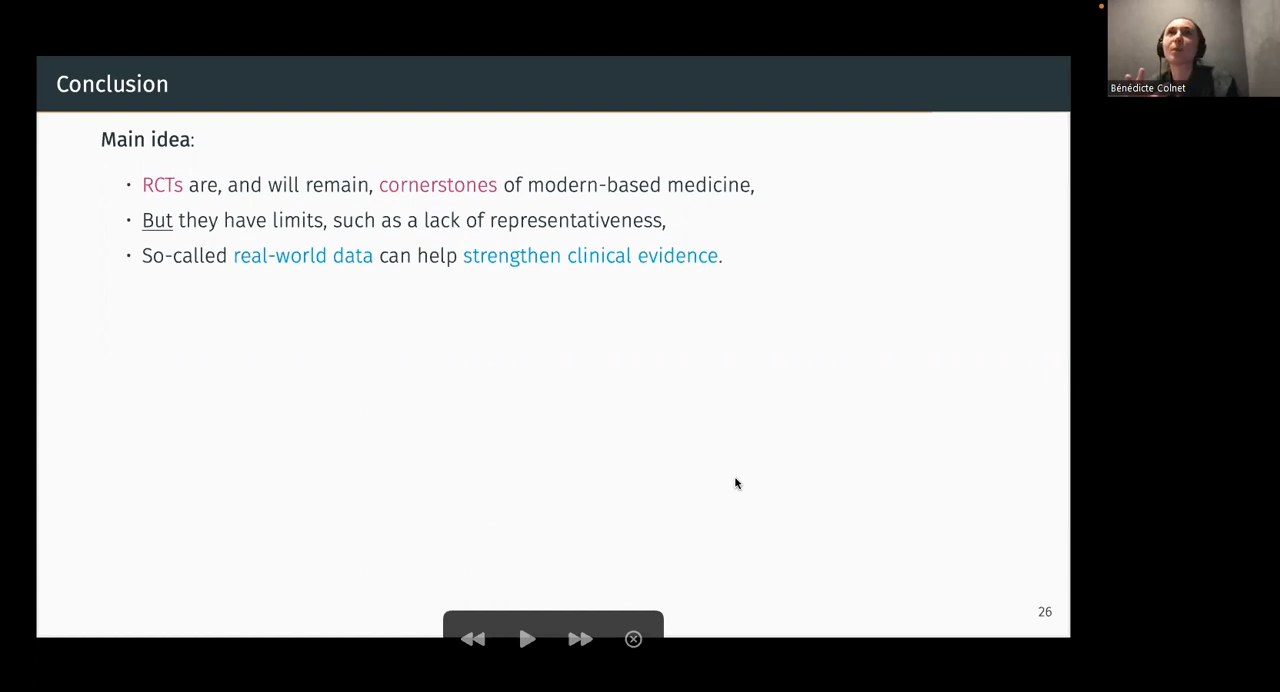 Conclusion
Main idea:
• RCTs are, and will remain, cornerstones of modern-based medicine,
• But they have limits, such as a lack of representativeness,
• So-called real-world data can help strengthen clinical evidence.
26
Bénédicte Colnet